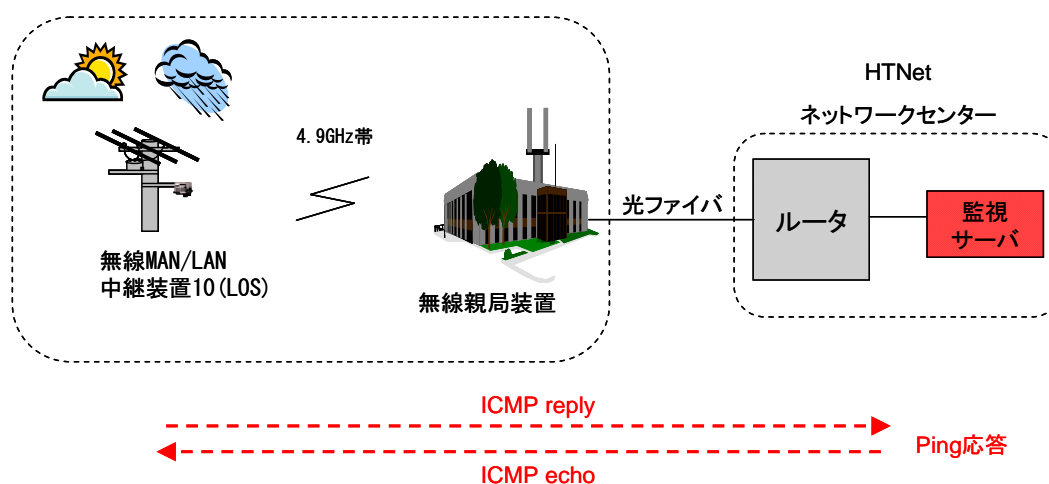 HTNet
ネットワークセンター
4.9GHz帯
光ファイバ
ルータ
監視
サーバ
無線MAN/LAN
中継装置10(LOS)
無線親局装置
ICMP reply
Ping応答
ICMP echo